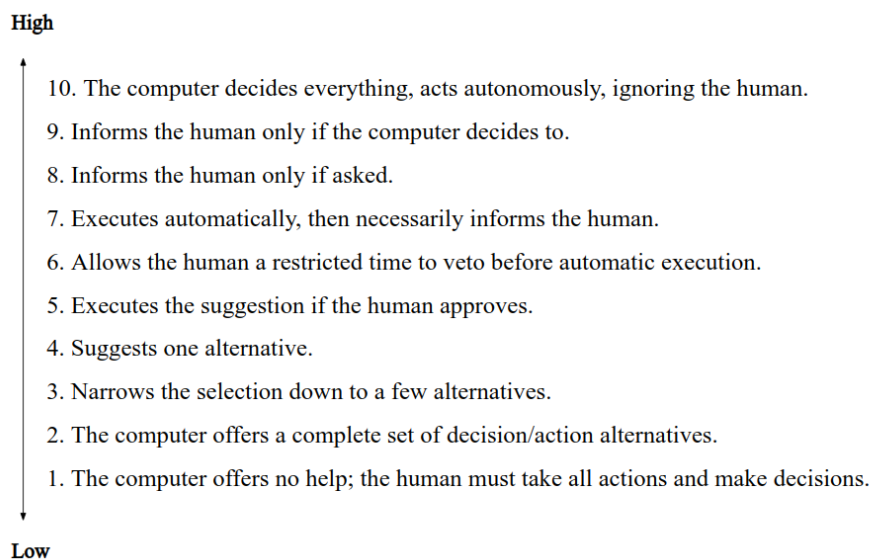 High
10. The computer decides everything, acts autonomously, ignoring the human.
9. Informs the human only if the computer decides to.
8. Informs the human only if asked.
7. Executes automatically, then necessarily informs the human.
6. Allows the human a restricted time to veto before automatic execution.
5. Executes the suggestion if the human approves.
4. Suggests one alternative.
3. Narrows the selection down to a few alternatives.
2. The computer offers a complete set of decision/action alternatives.
1. The computer offers no help; the human must take all actions and make decisions.
Low